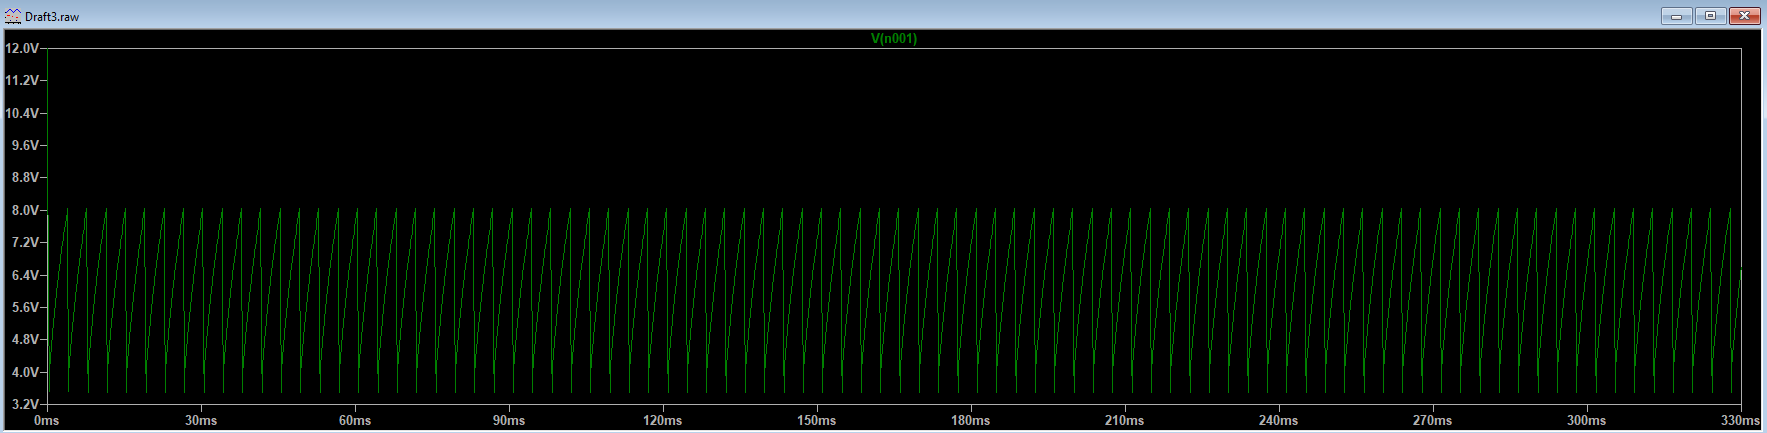 Draft3.raw
V(n001)
12.0V
11.2V
10.4V
9.6V
8.8V
8.0V
7.2V
6.4V
5.6V
4.8V
4.0V
3.2V
0ms 30ms 60ms 90ms 120ms 150ms 180ms 210ms 240ms 270ms 300ms 330ms